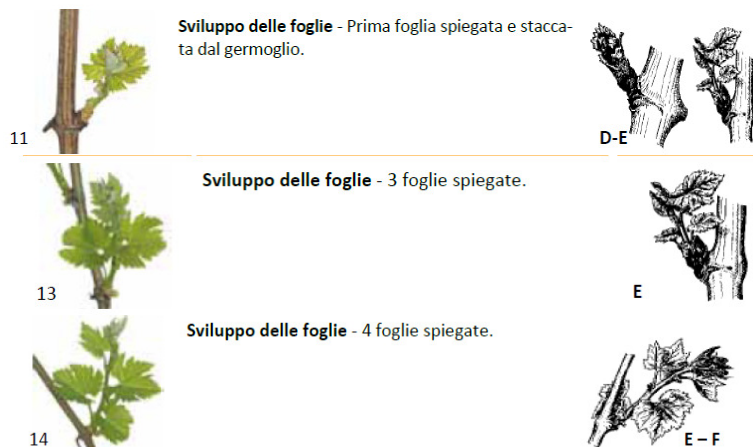 Sviluppo delle foglie - Prima foglia spiegata e stacca-
ta dal germoglio.
11
D-E
Sviluppo delle foglie - 3 foglie spiegate.
13
E
Sviluppo delle foglie - 4 foglie spiegate.
14
E – F